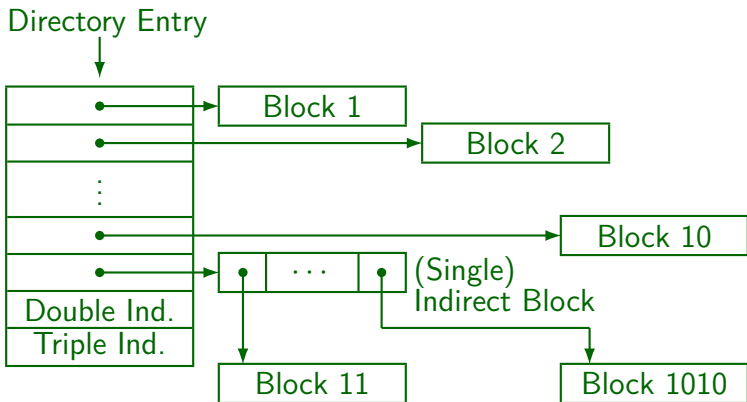 Directory Entry
Block 1
Block 2
⋮
Block 10
· · ·
(Single)
Indirect Block
Double Ind.
Triple Ind.
Block 11
Block 1010